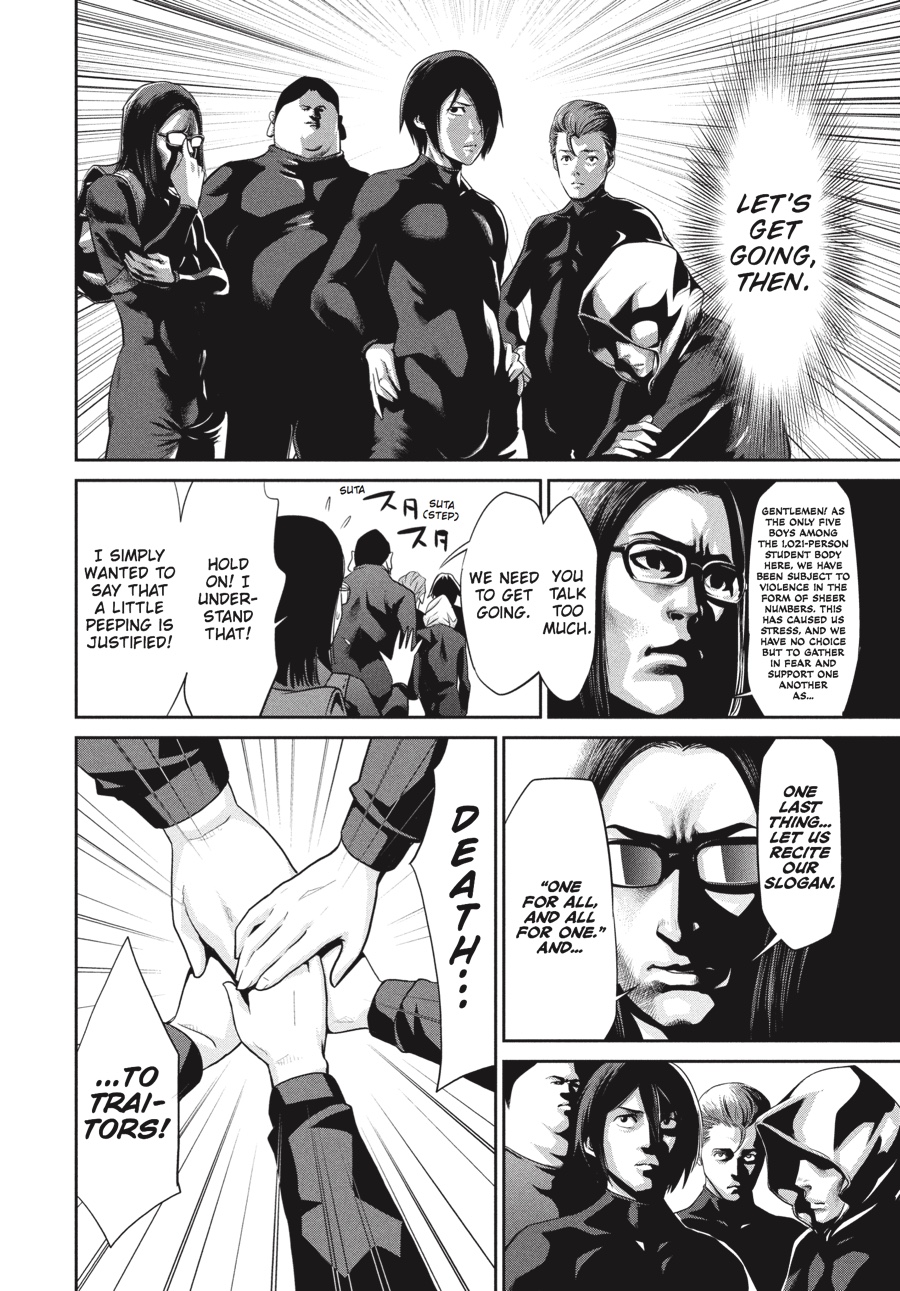 LET'S
GET
GOING,
THEN.
GENTLEMEN! AS
THE ONLY FIVE
BOYS AMONG
THE 1,021-PERSON
STUDENT BODY
HERE, WE HAVE
BEEN SUBJECT TO
VIOLENCE IN THE
FORM OF SHEER
NUMBERS. THIS
HAS CAUSED US
STRESS, AND WE
HAVE NO CHOICE
BUT TO GATHER
IN FEAR AND
SUPPORT ONE
ANOTHER
AS...
YOU
TALK
TOO
MUCH.
WE NEED
TO GET
GOING.
SUTA
スタ
SUTA
(STEP)
スタ
HOLD
ON! I
UNDER-
STAND
THAT!
I SIMPLY
WANTED TO
SAY THAT
A LITTLE
PEEPING IS
JUSTIFIED!
ONE
LAST
THING...
LET US
RECITE
OUR
SLOGAN.
"ONE
FOR ALL,
AND ALL
FOR ONE."
AND...
DEATH...
...TO
TRAI-
TORS!